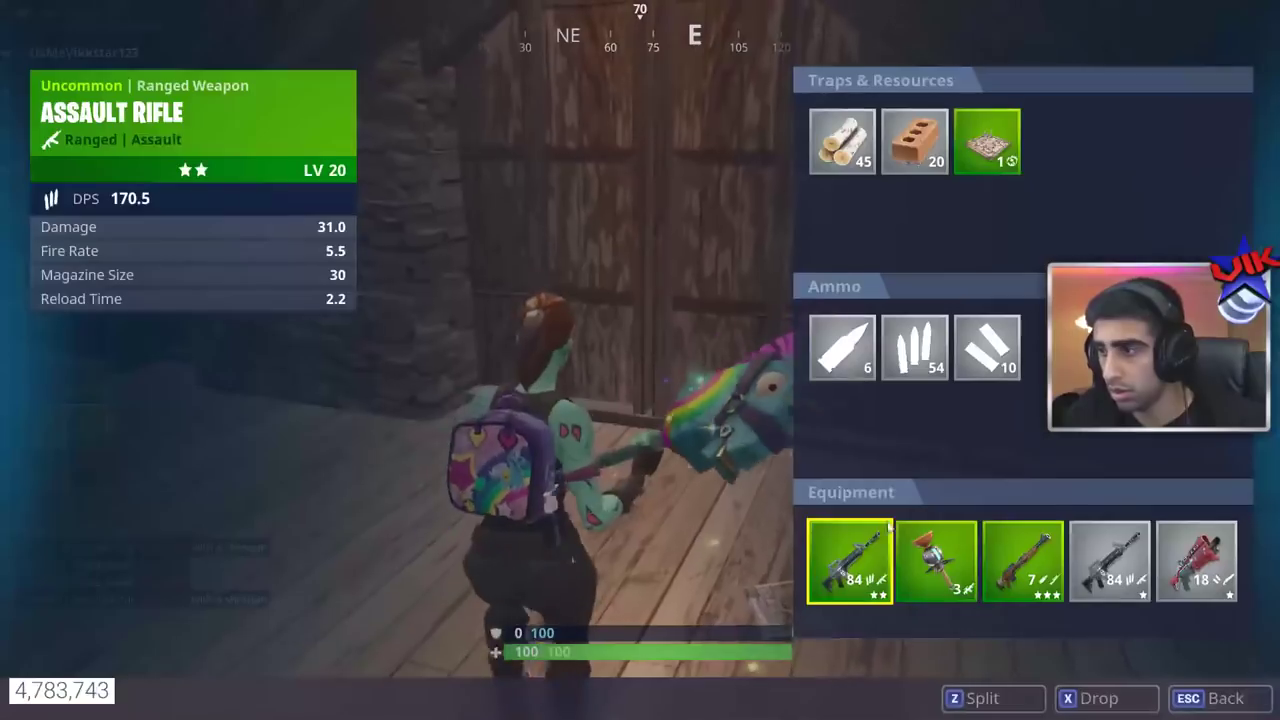 70
NE
E
30
60
75
105
120
UsMeVikkstar123
Uncommon | Ranged Weapon
ASSAULT RIFLE
Ranged | Assault
LV 20
DPS 170.5
Damage 31.0
Fire Rate 5.5
Magazine Size 30
Reload Time 2.2
Traps & Resources
45
20
1
Ammo
6
54
10
VIK
Equipment
84
3
7
84
18
0 100
100 100
4,783,743
Z Split
X Drop
ESC Back